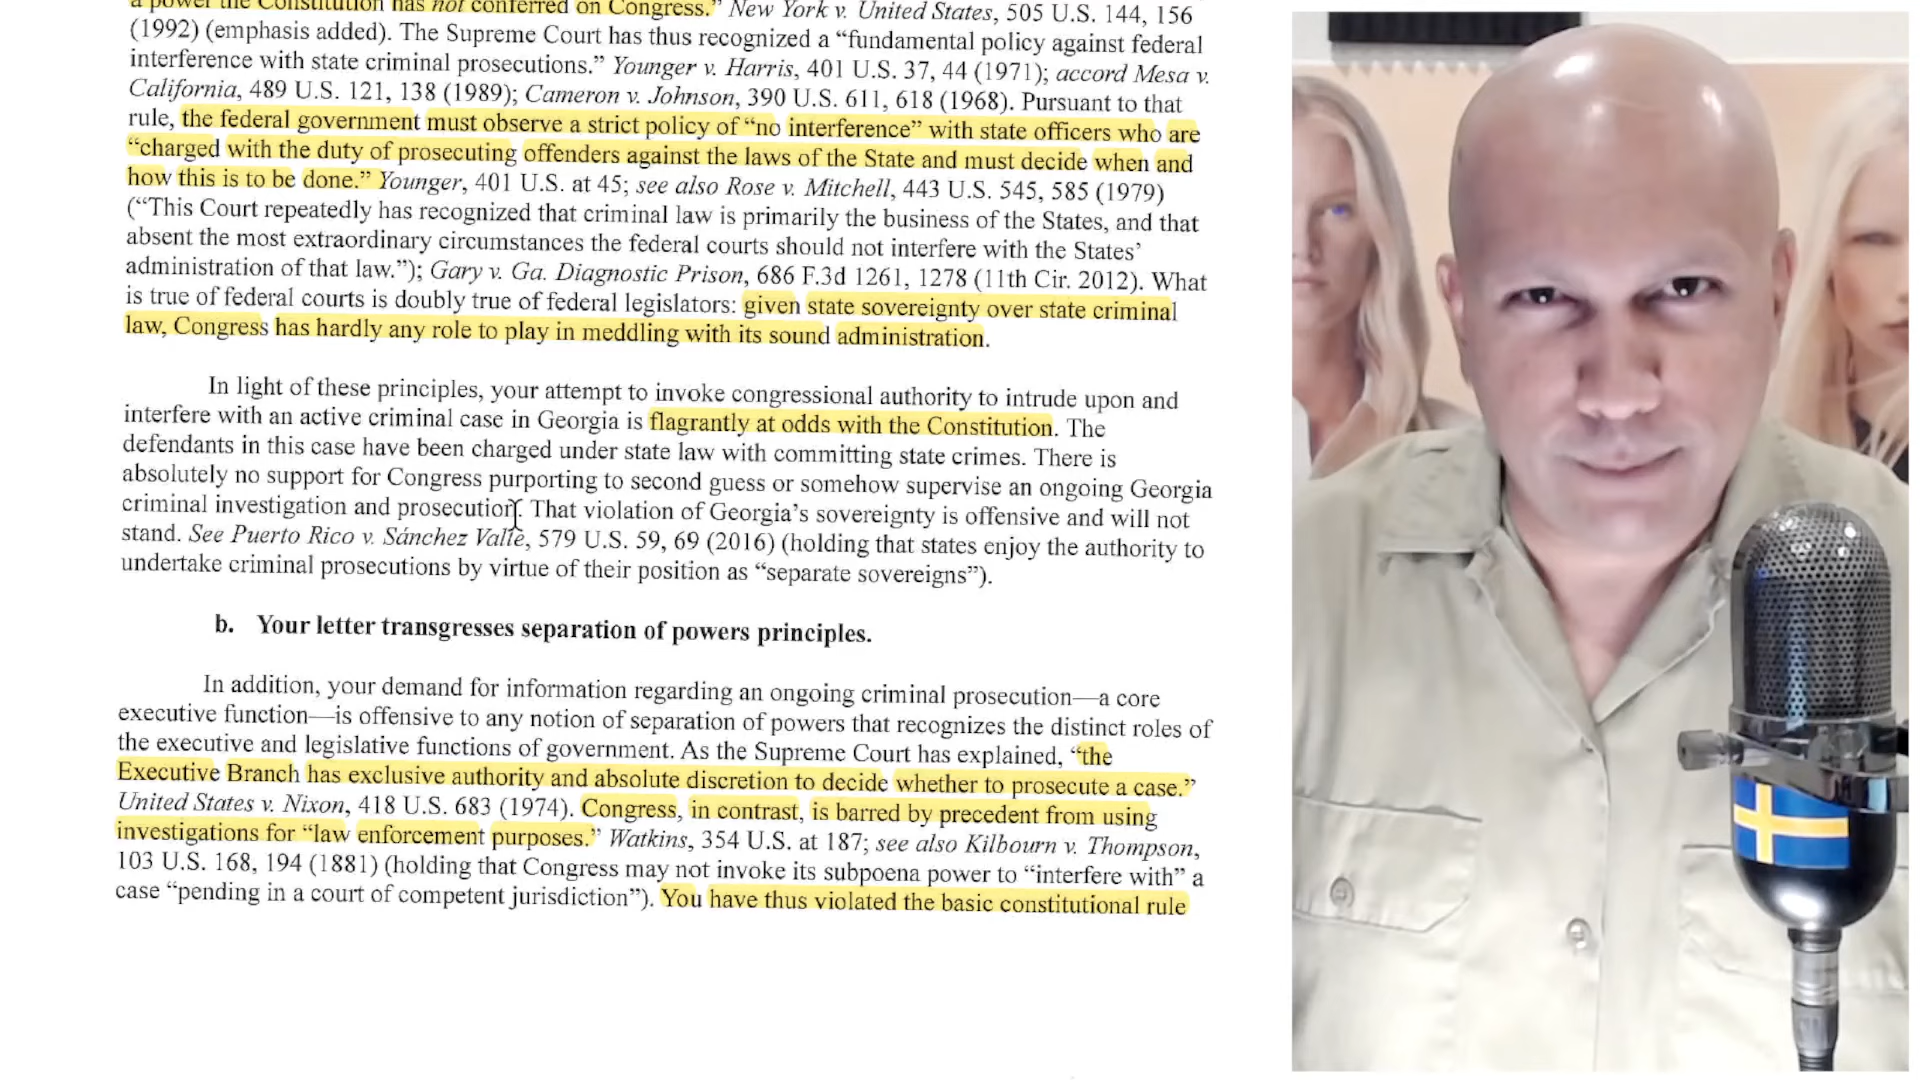 a power the Constitution has not conferred on Congress.” New York v. United States, 505 U.S. 144, 156
(1992) (emphasis added). The Supreme Court has thus recognized a “fundamental policy against federal
interference with state criminal prosecutions.” Younger v. Harris, 401 U.S. 37, 44 (1971); accord Mesa v.
California, 489 U.S. 121, 138 (1989); Cameron v. Johnson, 390 U.S. 611, 618 (1968). Pursuant to that
rule, the federal government must observe a strict policy of “no interference” with state officers who are
“charged with the duty of prosecuting offenders against the laws of the State and must decide when and
how this is to be done.” Younger, 401 U.S. at 45; see also Rose v. Mitchell, 443 U.S. 545, 585 (1979)
(“This Court repeatedly has recognized that criminal law is primarily the business of the States, and that
absent the most extraordinary circumstances the federal courts should not interfere with the States’
administration of that law.”); Gary v. Ga. Diagnostic Prison, 686 F.3d 1261, 1278 (11th Cir. 2012). What
is true of federal courts is doubly true of federal legislators: given state sovereignty over state criminal
law, Congress has hardly any role to play in meddling with its sound administration.
In light of these principles, your attempt to invoke congressional authority to intrude upon and
interfere with an active criminal case in Georgia is flagrantly at odds with the Constitution. The
defendants in this case have been charged under state law with committing state crimes. There is
absolutely no support for Congress purporting to second guess or somehow supervise an ongoing Georgia
criminal investigation and prosecution. That violation of Georgia’s sovereignty is offensive and will not
stand. See Puerto Rico v. Sánchez Valle, 579 U.S. 59, 69 (2016) (holding that states enjoy the authority to
undertake criminal prosecutions by virtue of their position as “separate sovereigns”).
b. Your letter transgresses separation of powers principles.
In addition, your demand for information regarding an ongoing criminal prosecution—a core
executive function—is offensive to any notion of separation of powers that recognizes the distinct roles of
the executive and legislative functions of government. As the Supreme Court has explained, “the
Executive Branch has exclusive authority and absolute discretion to decide whether to prosecute a case.”
United States v. Nixon, 418 U.S. 683 (1974). Congress, in contrast, is barred by precedent from using
investigations for “law enforcement purposes.” Watkins, 354 U.S. at 187; see also Kilbourn v. Thompson,
103 U.S. 168, 194 (1881) (holding that Congress may not invoke its subpoena power to “interfere with” a
case “pending in a court of competent jurisdiction”). You have thus violated the basic constitutional rule